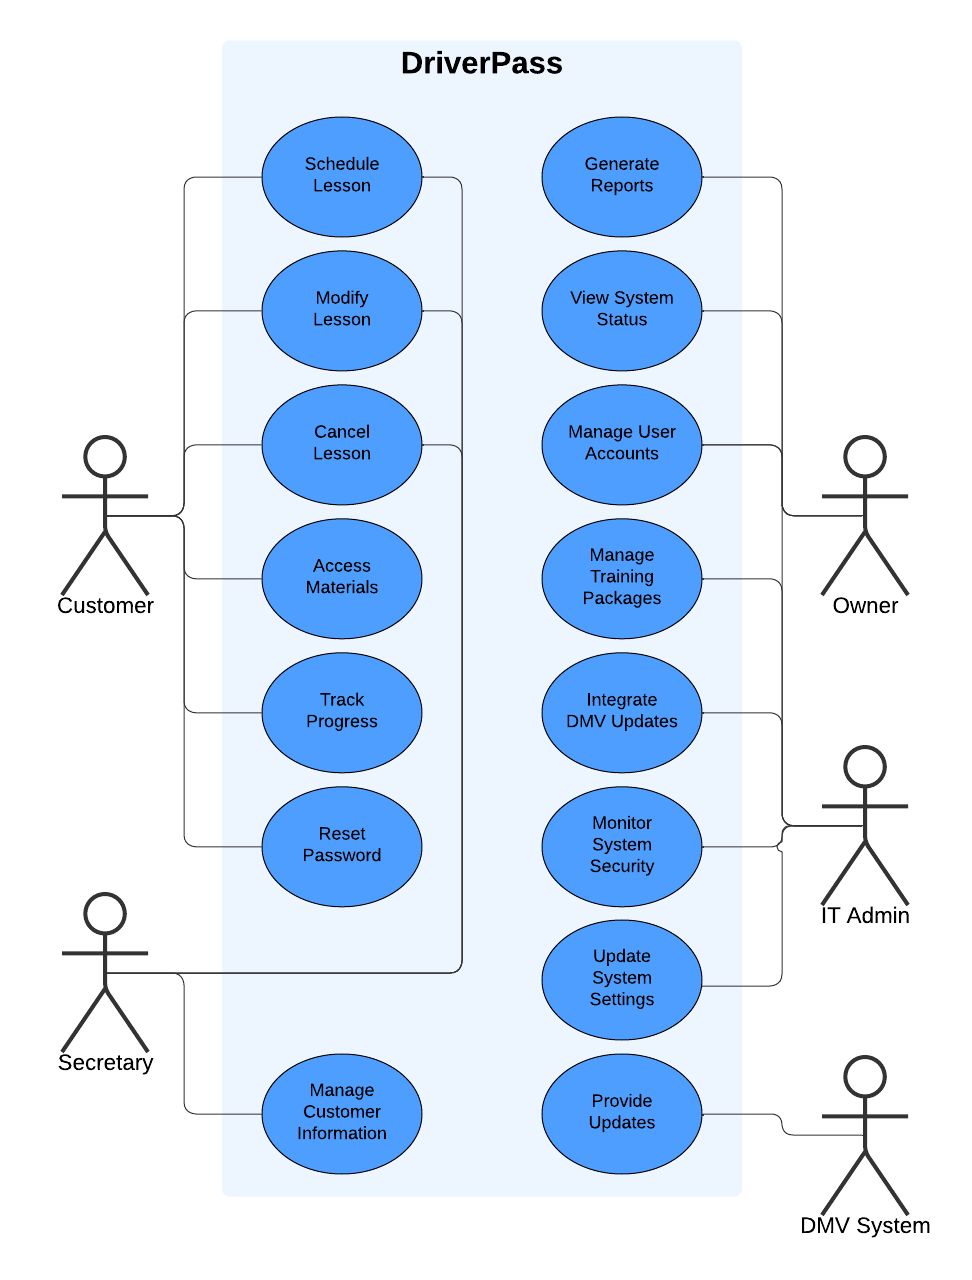 DriverPass
Schedule
Lesson
Modify
Lesson
Cancel
Lesson
Access
Materials
Track
Progress
Reset
Password
Manage
Customer
Information
Generate
Reports
View System
Status
Manage User
Accounts
Manage
Training
Packages
Integrate
DMV Updates
Monitor
System
Security
Update
System
Settings
Provide
Updates
Customer
Secretary
Owner
IT Admin
DMV System